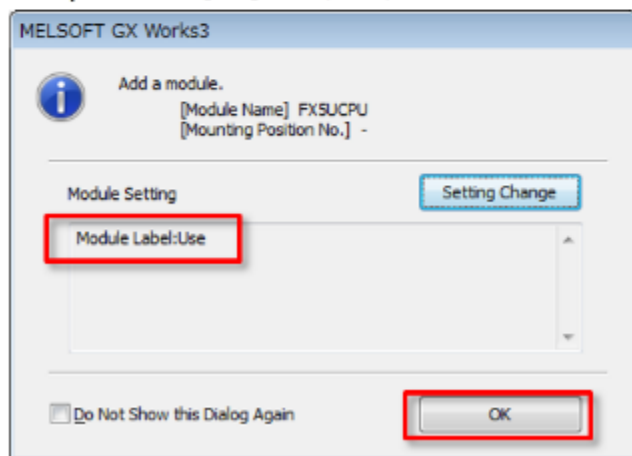 MELSOFT GX Works3
Add a module.
[Module Name] FX5UCPU
[Mounting Position No.] -
Module Setting
Setting Change
Module Label:Use
Do Not Show this Dialog Again
OK